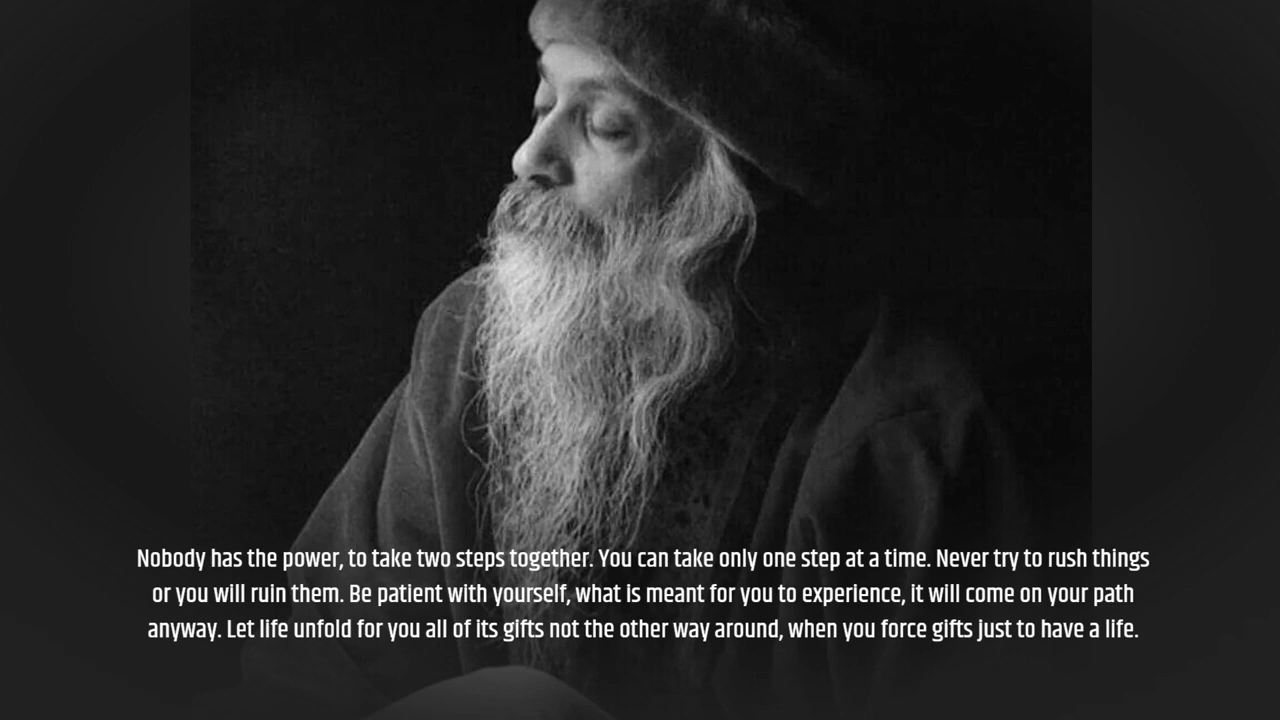 Nobody has the power, to take two steps together. You can take only one step at a time. Never try to rush things
or you will ruin them. Be patient with yourself, what is meant for you to experience, it will come on your path
anyway. Let life unfold for you all of its gifts not the other way around, when you force gifts just to have a life.